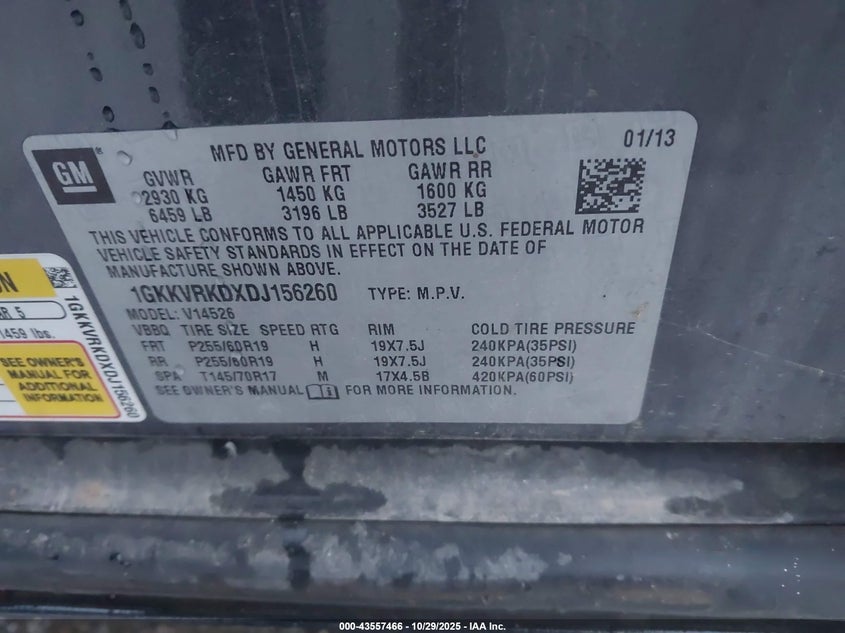 GM
MFD BY GENERAL MOTORS LLC
01/13
GVWR GAWR FRT GAWR RR
2930 KG 1450 KG 1600 KG
6459 LB 3196 LB 3527 LB
THIS VEHICLE CONFORMS TO ALL APPLICABLE U.S. FEDERAL MOTOR
VEHICLE SAFETY STANDARDS IN EFFECT ON THE DATE OF
MANUFACTURE SHOWN ABOVE.
1GKKVRKDXDJ156260 TYPE: M.P.V.
MODEL: V14526
VBBQ TIRE SIZE SPEED RTG RIM COLD TIRE PRESSURE
FRT P255/60R19 H 19X7.5J 240KPA(35PSI)
RR P255/60R19 H 19X7.5J 240KPA(35PSI)
SPA T145/70R17 M 17X4.5B 420KPA(60PSI)
SEE OWNER'S MANUAL FOR MORE INFORMATION.
1GKKVRKDXDJ156260
R 5
1459 lbs.
SEE OWNER'S
MANUAL FOR
ADDITIONAL
INFORMATION
000-43557466 - 10/29/2025 - IAA Inc.